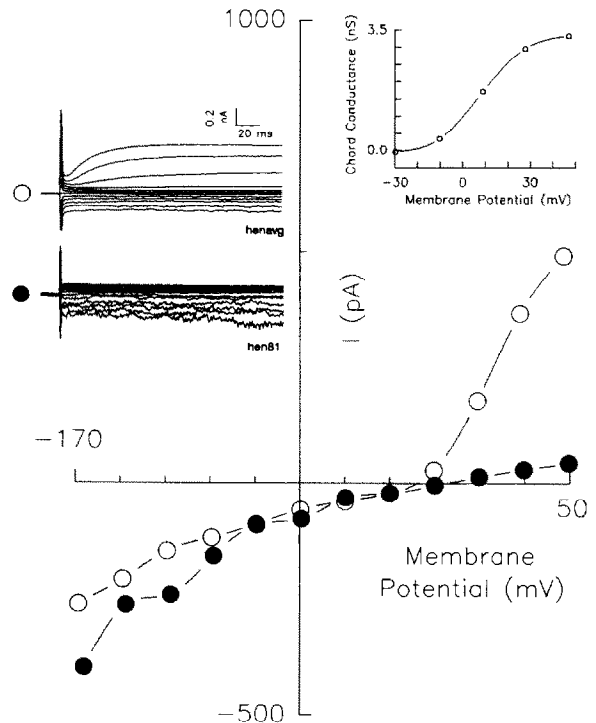 1000
3.5
0.0
Chord Conductance (nS)
-30
0
30
Membrane Potential (mV)
0.2
nA
20 ms
henavg
hen81
I (pA)
-170
50
Membrane
Potential (mV)
-500